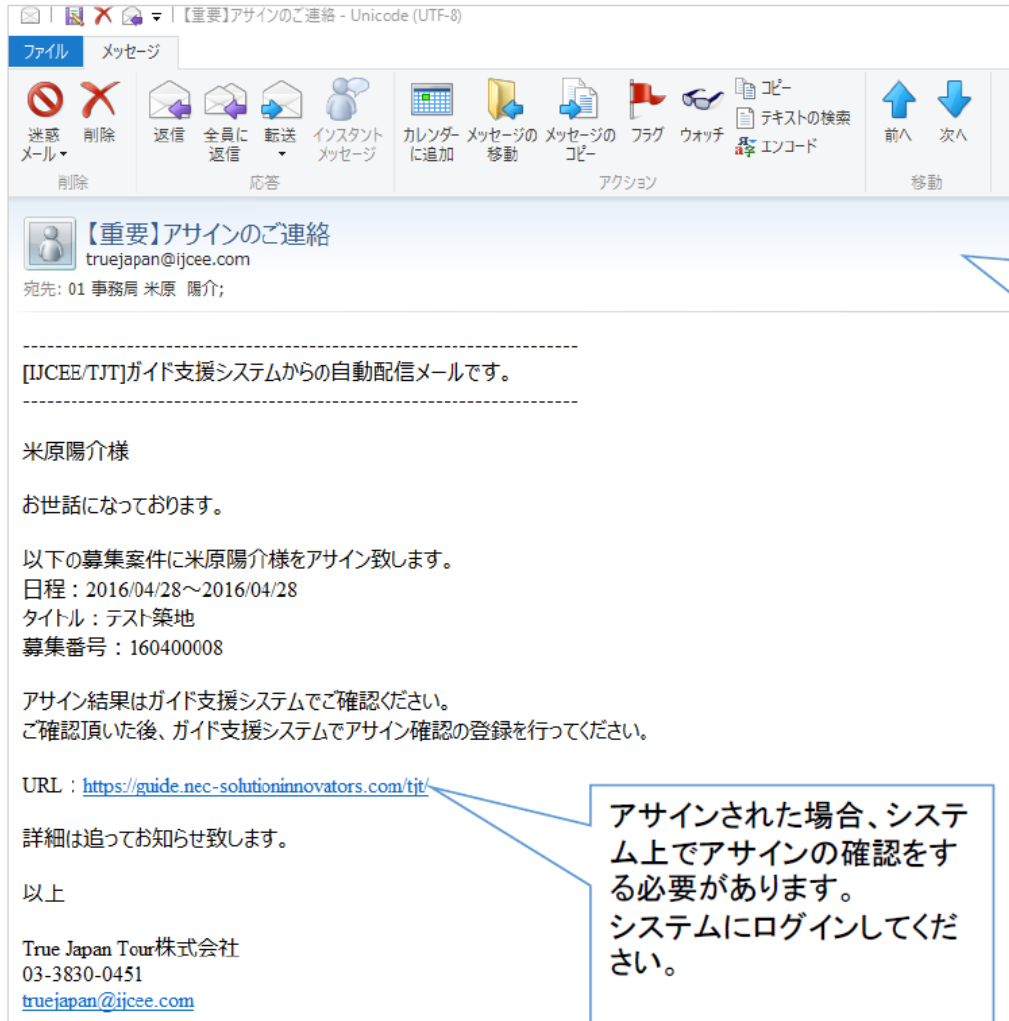 【重要】アサインのご連絡 - Unicode (UTF-8)
ファイル メッセージ
迷惑メール 削除 返信 全員に返信 転送 インスタントメッセージ カレンダーに追加 メッセージの移動 メッセージのコピー フラグ ウォッチ
コピー
テキストの検索
エンコード
前へ 次へ
削除 応答 アクション 移動
【重要】アサインのご連絡
truejapan@ijcee.com
宛先: 01 事務局 米原 陽介;
---------------------------------------------------------------------
[IJCEE/TJT]ガイド支援システムからの自動配信メールです。
---------------------------------------------------------------------
米原陽介様
お世話になっております。
以下の募集案件に米原陽介様をアサイン致します。
日程：2016/04/28～2016/04/28
タイトル：テスト築地
募集番号：160400008
アサイン結果はガイド支援システムでご確認ください。
ご確認頂いた後、ガイド支援システムでアサイン確認の登録を行ってください。
URL：https://guide.nec-solutioninnovators.com/tjt/
詳細は追ってお知らせ致します。
以上
True Japan Tour株式会社
03-3830-0451
truejapan@ijcee.com
アサインされた場合、システ
ム上でアサインの確認をす
る必要があります。
システムにログインしてくだ
さい。